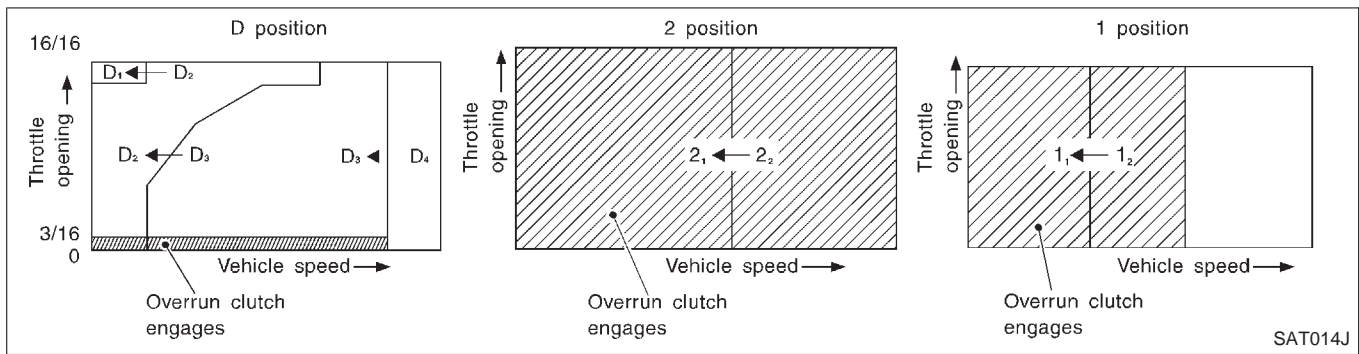 D position
16/16
D₁ ← D₂
Throttle opening →
D₂ ← D₃
D₃ ◄ D₄
3/16
0
Vehicle speed →
Overrun clutch
engages
2 position
Throttle opening →
2₁ ← 2₂
Vehicle speed →
Overrun clutch
engages
1 position
Throttle opening →
1₁ ← 1₂
Vehicle speed →
Overrun clutch
engages
SAT014J